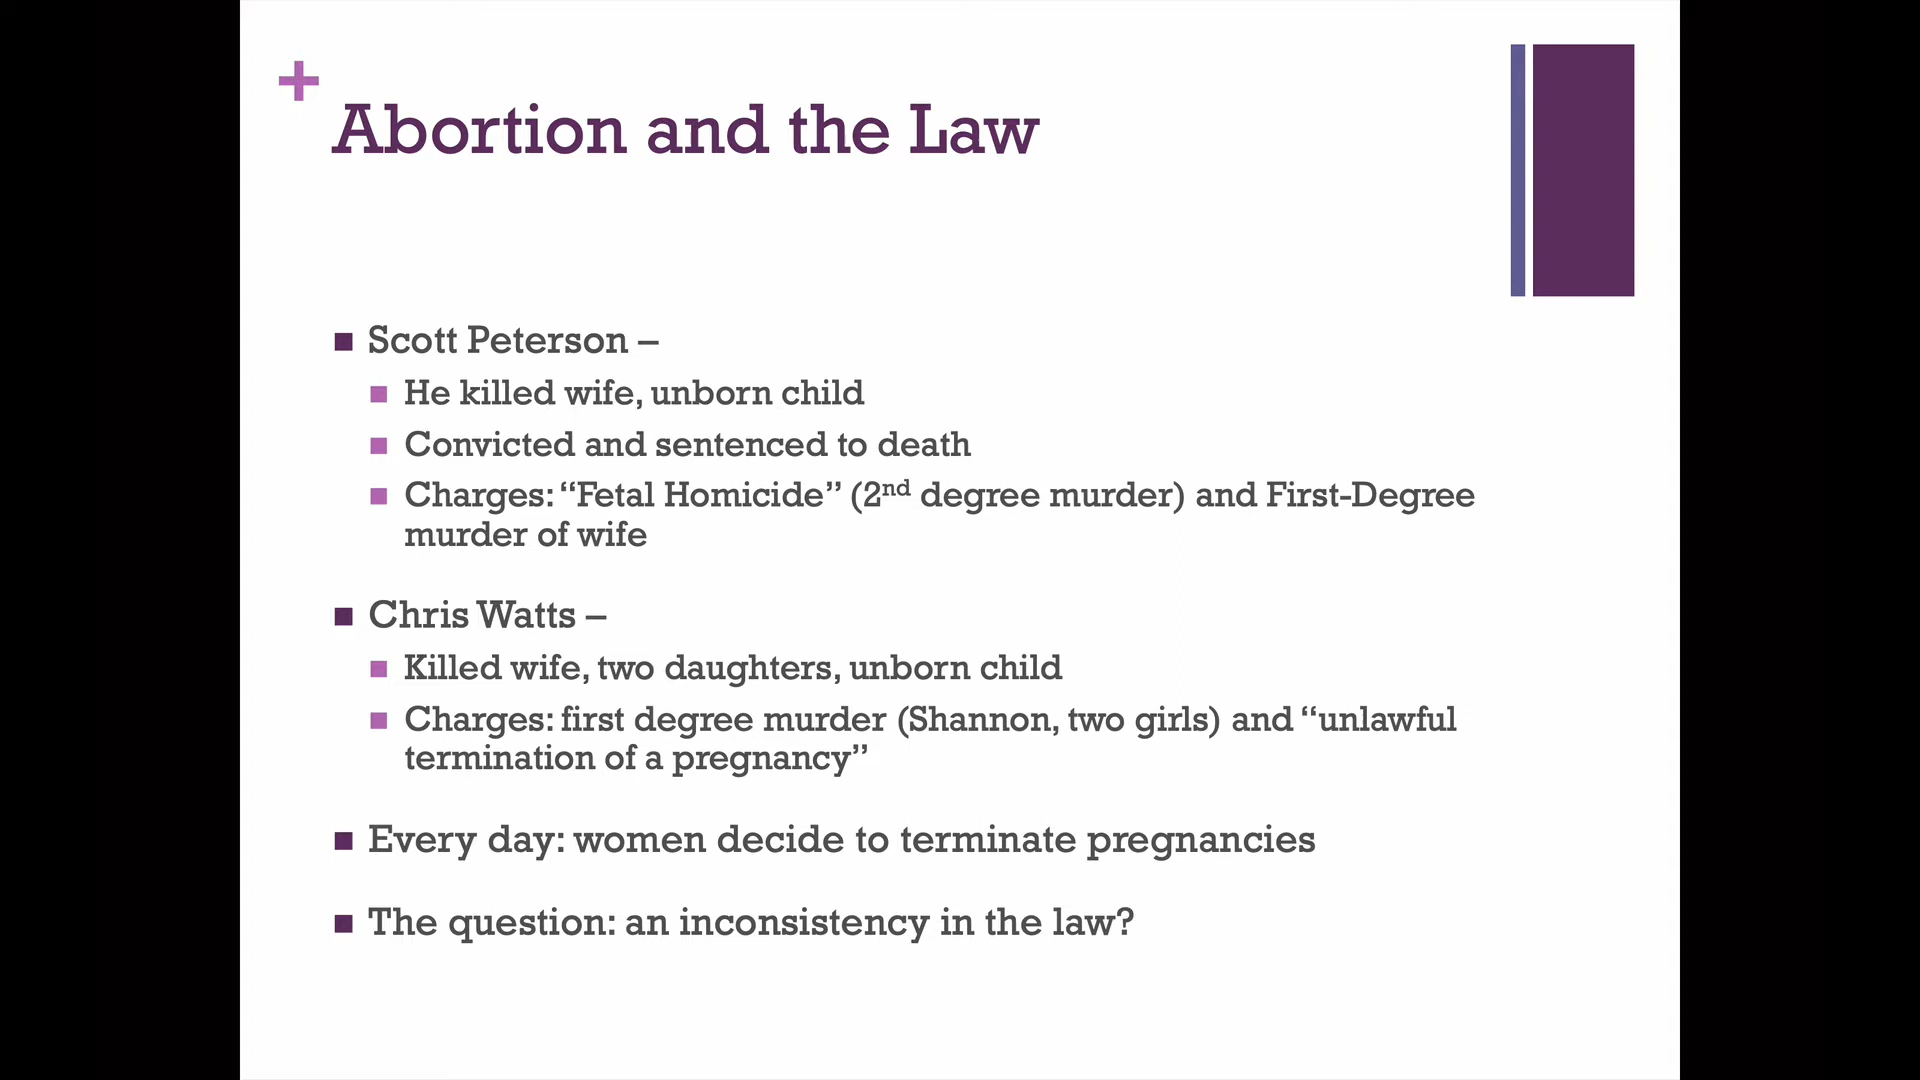 Abortion and the Law
Scott Peterson –
He killed wife, unborn child
Convicted and sentenced to death
Charges: “Fetal Homicide” (2nd degree murder) and First-Degree
murder of wife
Chris Watts –
Killed wife, two daughters, unborn child
Charges: first degree murder (Shannon, two girls) and “unlawful
termination of a pregnancy”
Every day: women decide to terminate pregnancies
The question: an inconsistency in the law?